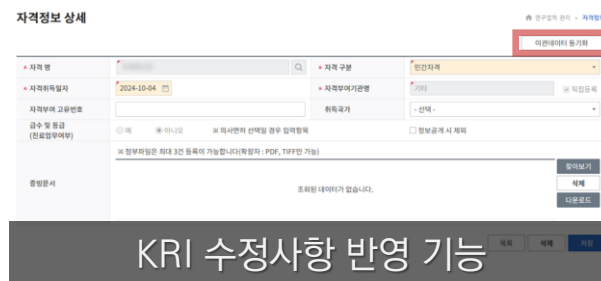 자격정보 상세
연구업적 관리 > 자격정보
이관데이터 동기화
* 자격 명
* 자격 구분 민간자격
* 자격취득일자 2024-10-04
* 자격부여기관명 기타 직접등록
자격부여 고유번호
취득국가 - 선택 -
급수 및 등급
(진료업무여부)
예 아니오 ※ 의사면허 선택일 경우 입력항목
정보공개 시 제외
※ 첨부파일은 최대 3건 등록이 가능합니다(확장자 : PDF, TIFF만 가능)
찾아보기
증빙문서
조회된 데이터가 없습니다.
삭제
다운로드
목록 삭제 저장
KRI 수정사항 반영 기능